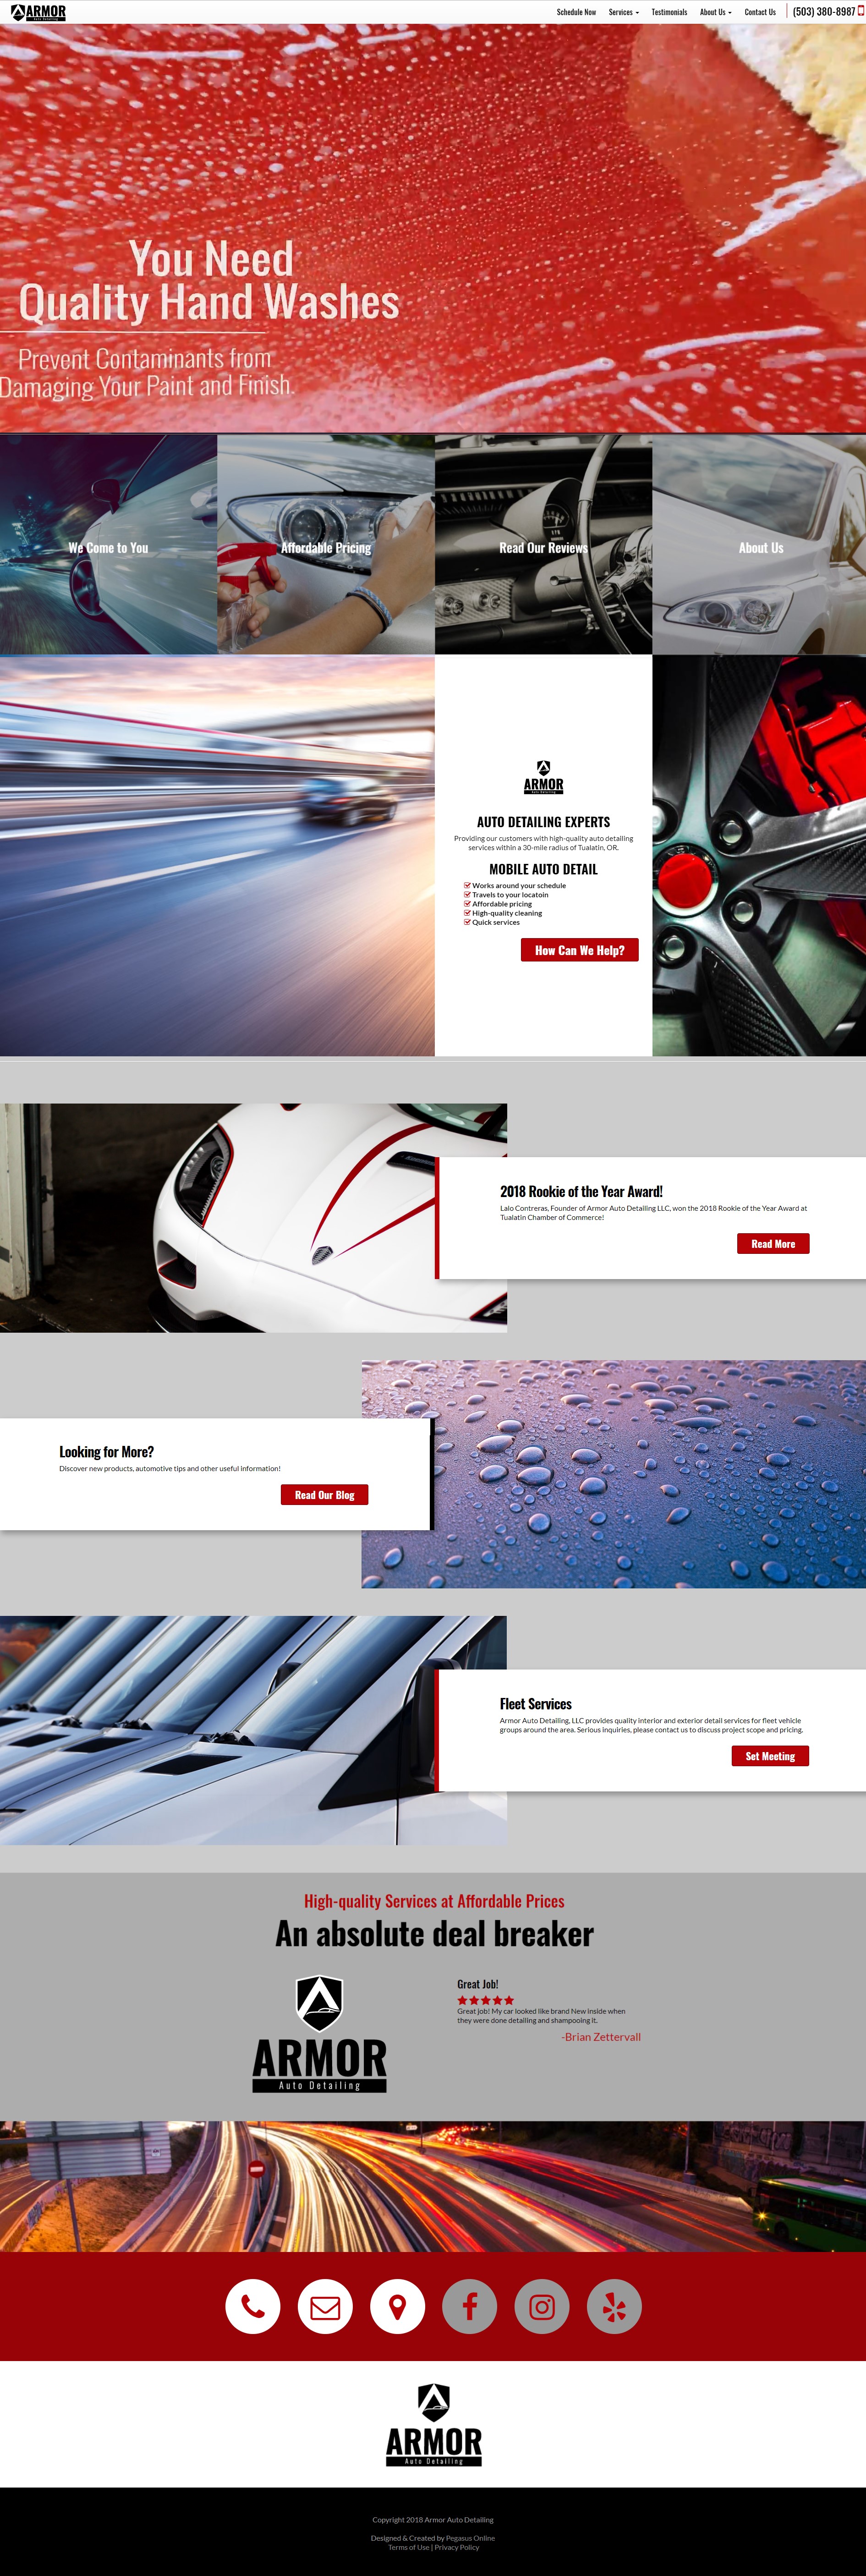 ARMOR
Auto Detailing
Schedule Now
Services
Testimonials
About Us
Contact Us
(503) 380-8987
You Need
Quality Hand Washes
Prevent Contaminants from
Damaging Your Paint and Finish.
We Come to You
Affordable Pricing
Read Our Reviews
About Us
ARMOR
Auto Detailing
AUTO DETAILING EXPERTS
Providing our customers with high-quality auto detailing
services within a 30-mile radius of Tualatin, OR.
MOBILE AUTO DETAIL
Works around your schedule
Travels to your locatoin
Affordable pricing
High-quality cleaning
Quick services
How Can We Help?
2018 Rookie of the Year Award!
Lalo Contreras, Founder of Armor Auto Detailing LLC, won the 2018 Rookie of the Year Award at
Tualatin Chamber of Commerce!
Read More
Looking for More?
Discover new products, automotive tips and other useful information!
Read Our Blog
Fleet Services
Armor Auto Detailing, LLC provides quality interior and exterior detail services for fleet vehicle
groups around the area. Serious inquiries, please contact us to discuss project scope and pricing.
Set Meeting
High-quality Services at Affordable Prices
An absolute deal breaker
ARMOR
Auto Detailing
Great Job!
Great job! My car looked like brand New inside when
they were done detailing and shampooing it.
-Brian Zettervall
ARMOR
Auto Detailing
Copyright 2018 Armor Auto Detailing
Designed & Created by Pegasus Online
Terms of Use | Privacy Policy